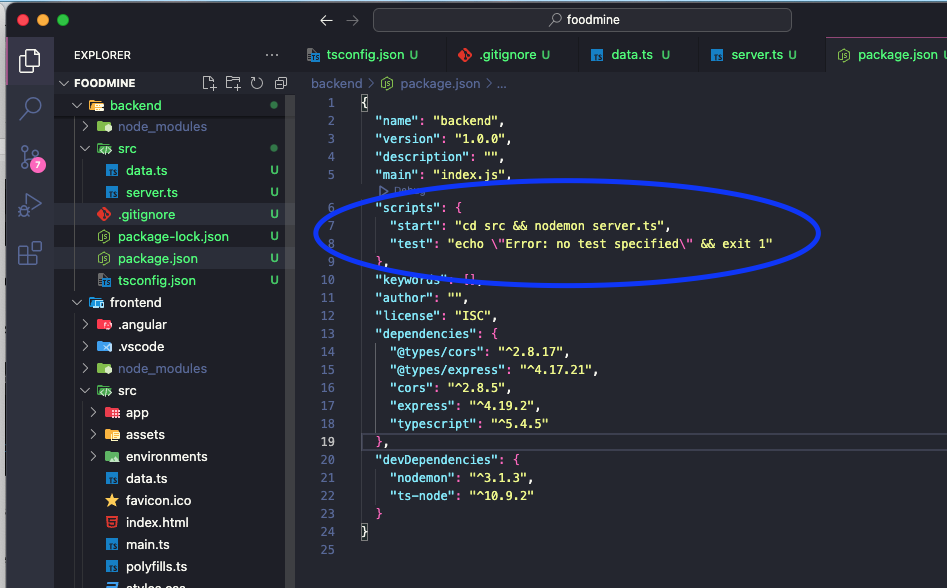 foodmine
EXPLORER
FOODMINE
backend
node_modules
src
data.ts U
server.ts U
.gitignore U
package-lock.json U
package.json U
tsconfig.json U
frontend
.angular
.vscode
node_modules
src
app
assets
environments
data.ts
favicon.ico
index.html
main.ts
polyfills.ts
styles.css
7
tsconfig.json U
.gitignore U
data.ts U
server.ts U
package.json U
backend > package.json > ...
1 {
2 "name": "backend",
3 "version": "1.0.0",
4 "description": "",
5 "main": "index.js",
Debug
6 "scripts": {
7 "start": "cd src && nodemon server.ts",
8 "test": "echo \"Error: no test specified\" && exit 1"
9 },
10 "keywords": [],
11 "author": "",
12 "license": "ISC",
13 "dependencies": {
14 "@types/cors": "^2.8.17",
15 "@types/express": "^4.17.21",
16 "cors": "^2.8.5",
17 "express": "^4.19.2",
18 "typescript": "^5.4.5"
19 },
20 "devDependencies": {
21 "nodemon": "^3.1.3",
22 "ts-node": "^10.9.2"
23 }
24 }
25